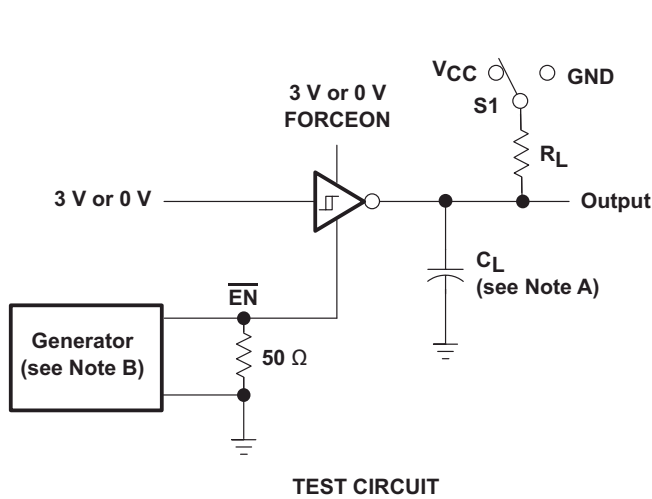 VCC
GND
S1
3 V or 0 V
FORCEON
RL
3 V or 0 V
Output
CL
(see Note A)
EN
Generator
(see Note B)
50 Ω
TEST CIRCUIT